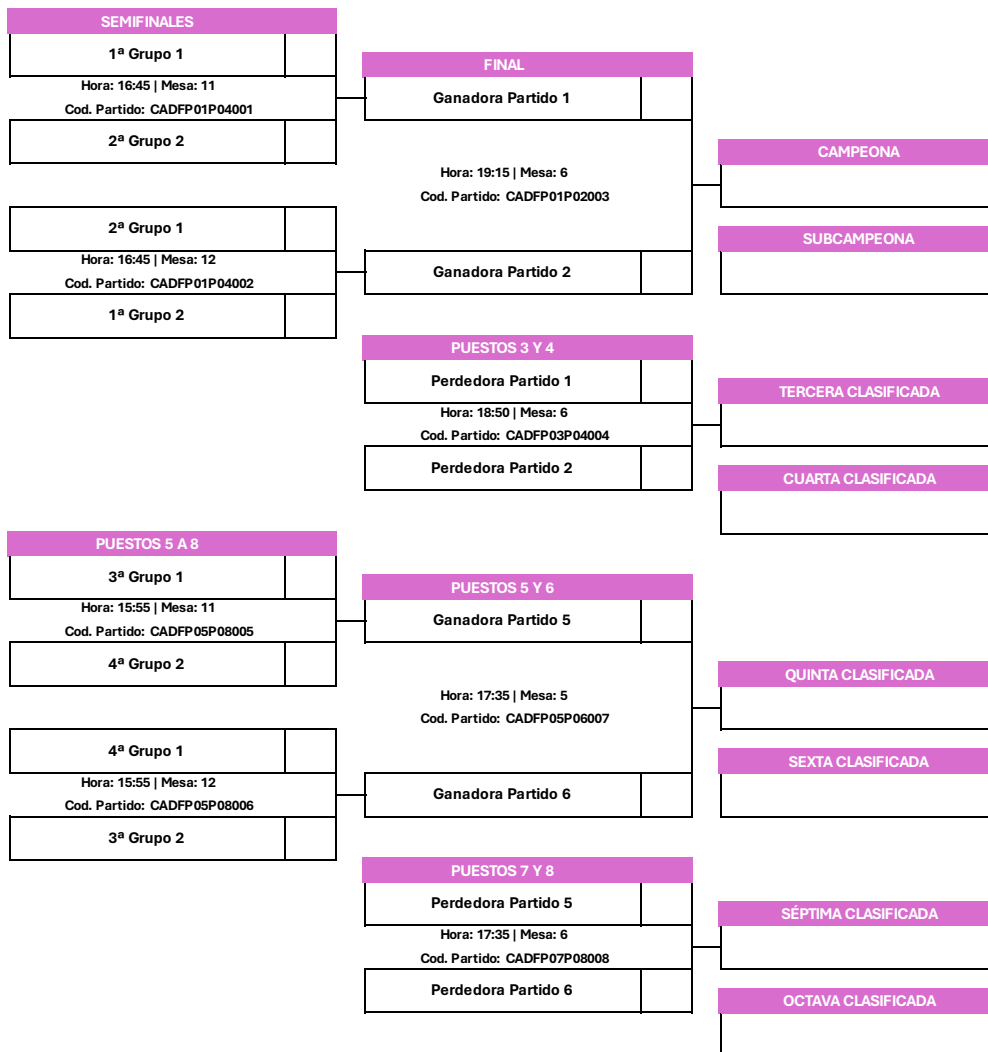 SEMIFINALES
1ª Grupo 1
Hora: 16:45 | Mesa: 11
Cod. Partido: CADFP01P04001
2ª Grupo 2
2ª Grupo 1
Hora: 16:45 | Mesa: 12
Cod. Partido: CADFP01P04002
1ª Grupo 2
FINAL
Ganadora Partido 1
Hora: 19:15 | Mesa: 6
Cod. Partido: CADFP01P02003
Ganadora Partido 2
CAMPEONA
SUBCAMPEONA
PUESTOS 3 Y 4
Perdedora Partido 1
Hora: 18:50 | Mesa: 6
Cod. Partido: CADFP03P04004
Perdedora Partido 2
TERCERA CLASIFICADA
CUARTA CLASIFICADA
PUESTOS 5 A 8
3ª Grupo 1
Hora: 15:55 | Mesa: 11
Cod. Partido: CADFP05P08005
4ª Grupo 2
4ª Grupo 1
Hora: 15:55 | Mesa: 12
Cod. Partido: CADFP05P08006
3ª Grupo 2
PUESTOS 5 Y 6
Ganadora Partido 5
Hora: 17:35 | Mesa: 5
Cod. Partido: CADFP05P06007
Ganadora Partido 6
QUINTA CLASIFICADA
SEXTA CLASIFICADA
PUESTOS 7 Y 8
Perdedora Partido 5
Hora: 17:35 | Mesa: 6
Cod. Partido: CADFP07P08008
Perdedora Partido 6
SÉPTIMA CLASIFICADA
OCTAVA CLASIFICADA